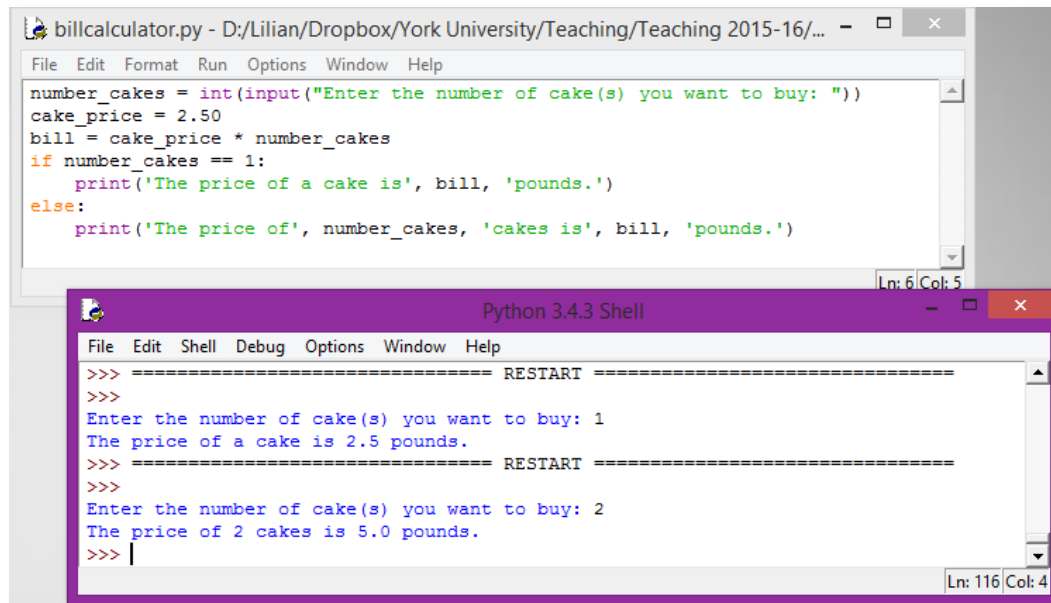 billcalculator.py - D:/Lilian/Dropbox/York University/Teaching/Teaching 2015-16/...
File Edit Format Run Options Window Help
number_cakes = int(input("Enter the number of cake(s) you want to buy: "))
cake_price = 2.50
bill = cake_price * number_cakes
if number_cakes == 1:
    print('The price of a cake is', bill, 'pounds.')
else:
    print('The price of', number_cakes, 'cakes is', bill, 'pounds.')
Ln: 6 Col: 5
Python 3.4.3 Shell
File Edit Shell Debug Options Window Help
>>> ================================ RESTART ================================
>>>
Enter the number of cake(s) you want to buy: 1
The price of a cake is 2.5 pounds.
>>> ================================ RESTART ================================
>>>
Enter the number of cake(s) you want to buy: 2
The price of 2 cakes is 5.0 pounds.
>>>
Ln: 116 Col: 4